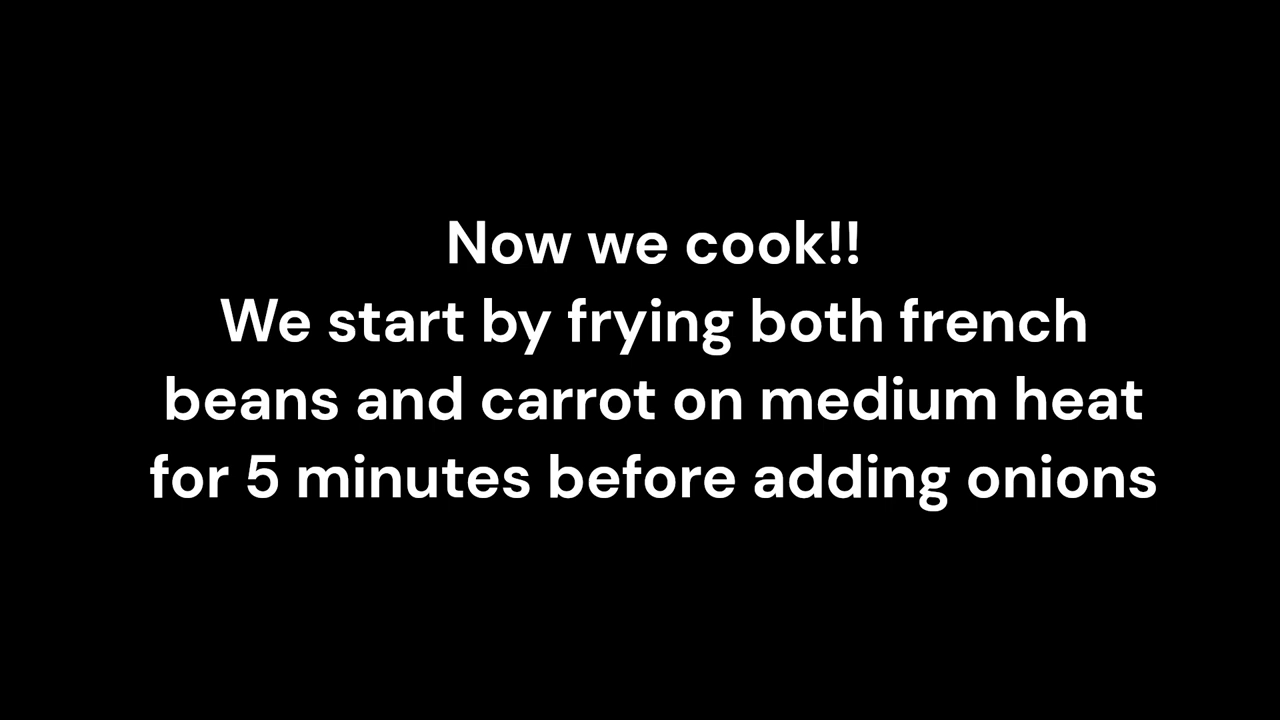 Now we cook!!
We start by frying both french
beans and carrot on medium heat
for 5 minutes before adding onions